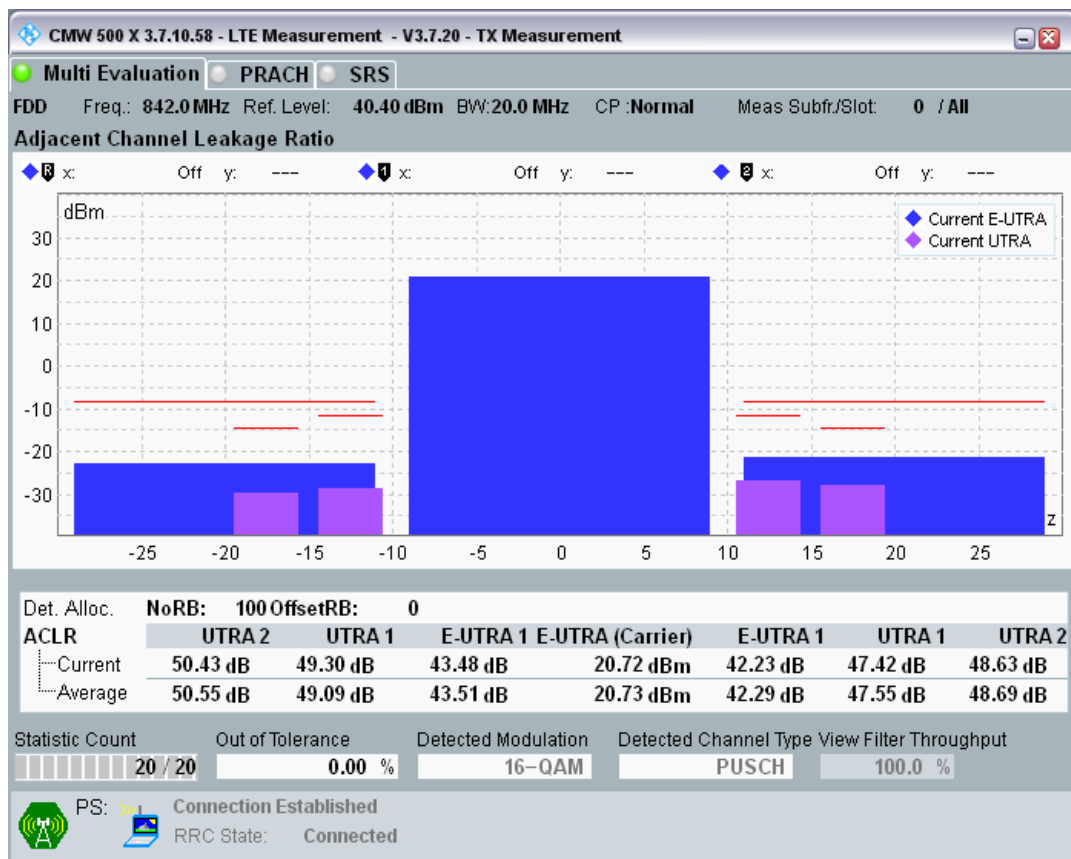 CMW 500 X 3.7.10.58 - LTE Measurement - V3.7.20 - TX Measurement
Multi Evaluation PRACH SRS
FDD Freq.: 842.0 MHz Ref. Level: 40.40 dBm BW:20.0 MHz CP :Normal Meas Subfr./Slot: 0 / All
Adjacent Channel Leakage Ratio
R x: Off y: --- 1 x: Off y: --- 2 x: Off y: ---
dBm
Current E-UTRA
Current UTRA
30
20
10
0
-10
-20
-30
z
-25 -20 -15 -10 -5 0 5 10 15 20 25
Det. Alloc. NoRB: 100 OffsetRB: 0
ACLR UTRA 2 UTRA 1 E-UTRA 1 E-UTRA (Carrier) E-UTRA 1 UTRA 1 UTRA 2
Current 50.43 dB 49.30 dB 43.48 dB 20.72 dBm 42.23 dB 47.42 dB 48.63 dB
Average 50.55 dB 49.09 dB 43.51 dB 20.73 dBm 42.29 dB 47.55 dB 48.69 dB
Statistic Count Out of Tolerance Detected Modulation Detected Channel Type View Filter Throughput
20 / 20 0.00 % 16-QAM PUSCH 100.0 %
PS: Connection Established
RRC State: Connected